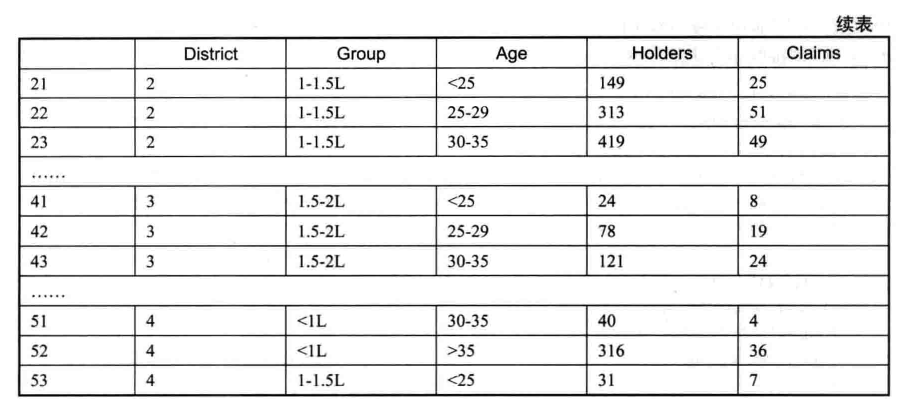 续表
District Group Age Holders Claims
21 2 1-1.5L <25 149 25
22 2 1-1.5L 25-29 313 51
23 2 1-1.5L 30-35 419 49
……
41 3 1.5-2L <25 24 8
42 3 1.5-2L 25-29 78 19
43 3 1.5-2L 30-35 121 24
……
51 4 <1L 30-35 40 4
52 4 <1L >35 316 36
53 4 1-1.5L <25 31 7